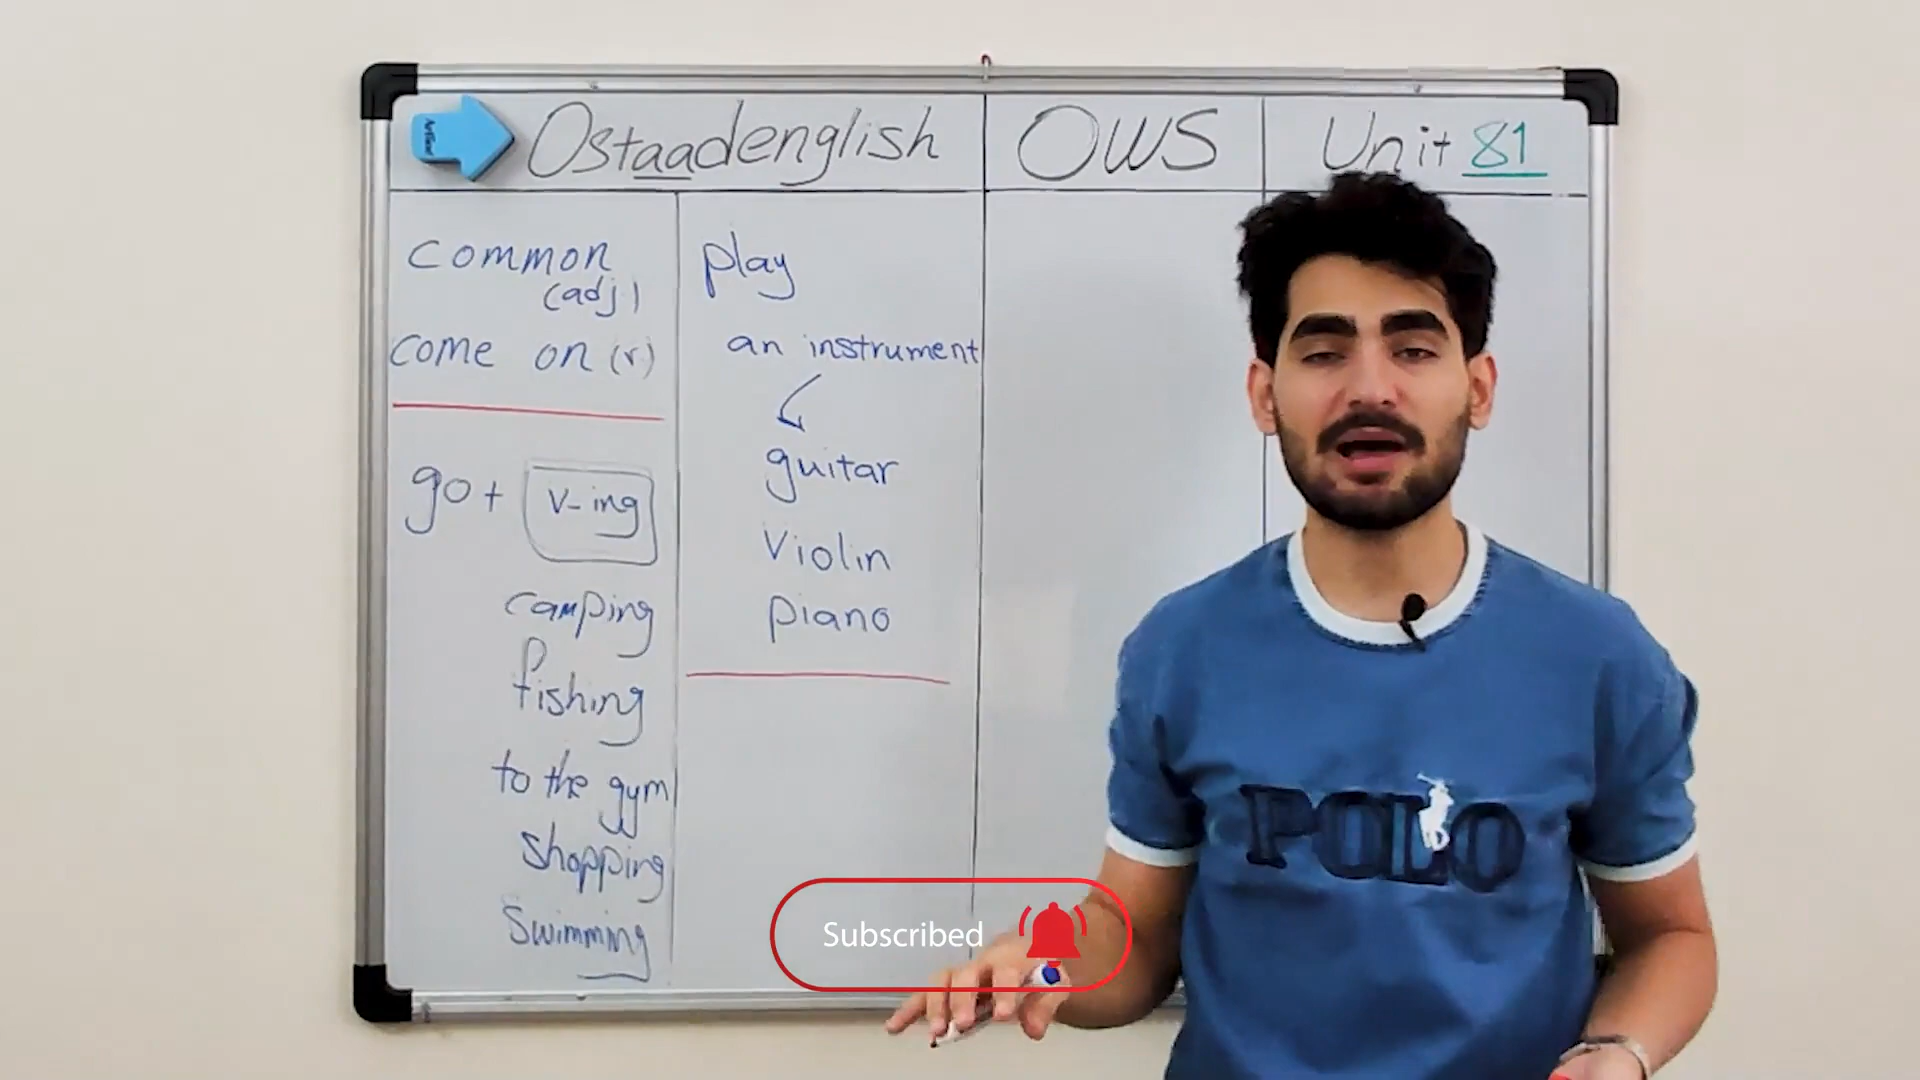 Ostaadenglish
OWS
Unit 81
common
(adj)
come on (v)
go + v-ing
camping
fishing
to the gym
shopping
Swimming
play
an instrument
guitar
Violin
piano
POLO
Subscribed